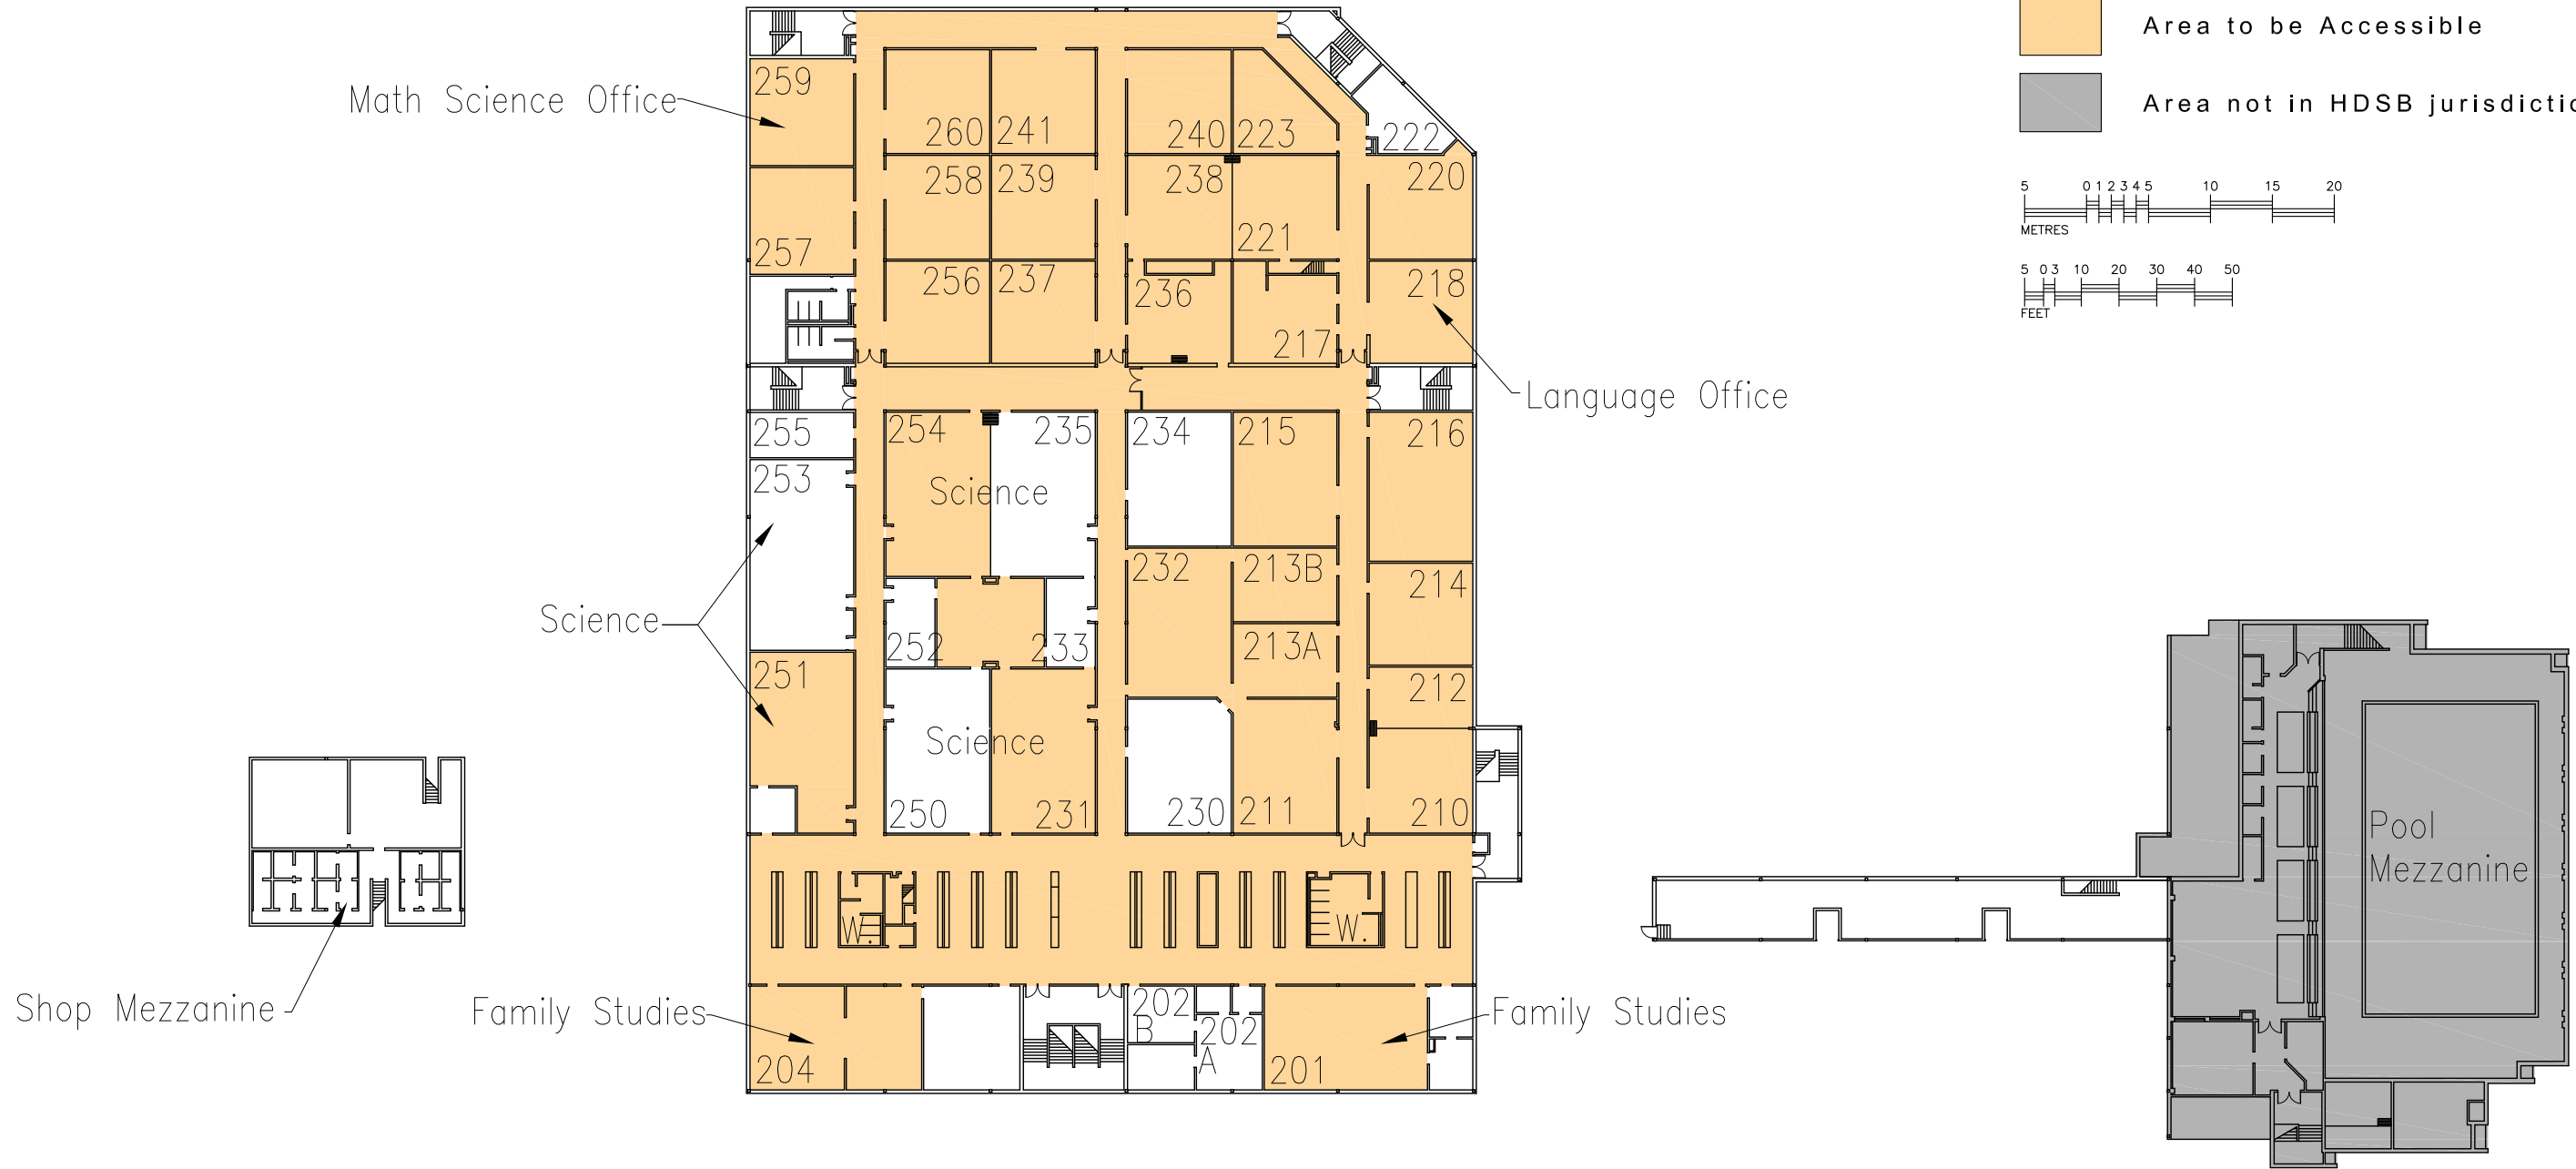 Area to be Accessible
Area not in HDSB jurisdictio
5 0 1 2 3 4 5 10 15 20
METRES
5 0 3 10 20 30 40 50
FEET
Math Science Office
259
260
241
240
223
222
258
239
238
220
257
221
256
237
236
218
217
Language Office
255
254
235
234
215
216
253
Science
232
213B
214
Science
252
233
213A
251
212
Science
250
231
230
211
210
Pool
Mezzanine
W.
W.
Shop Mezzanine
Family Studies
204
202
B
202
A
201
Family Studies